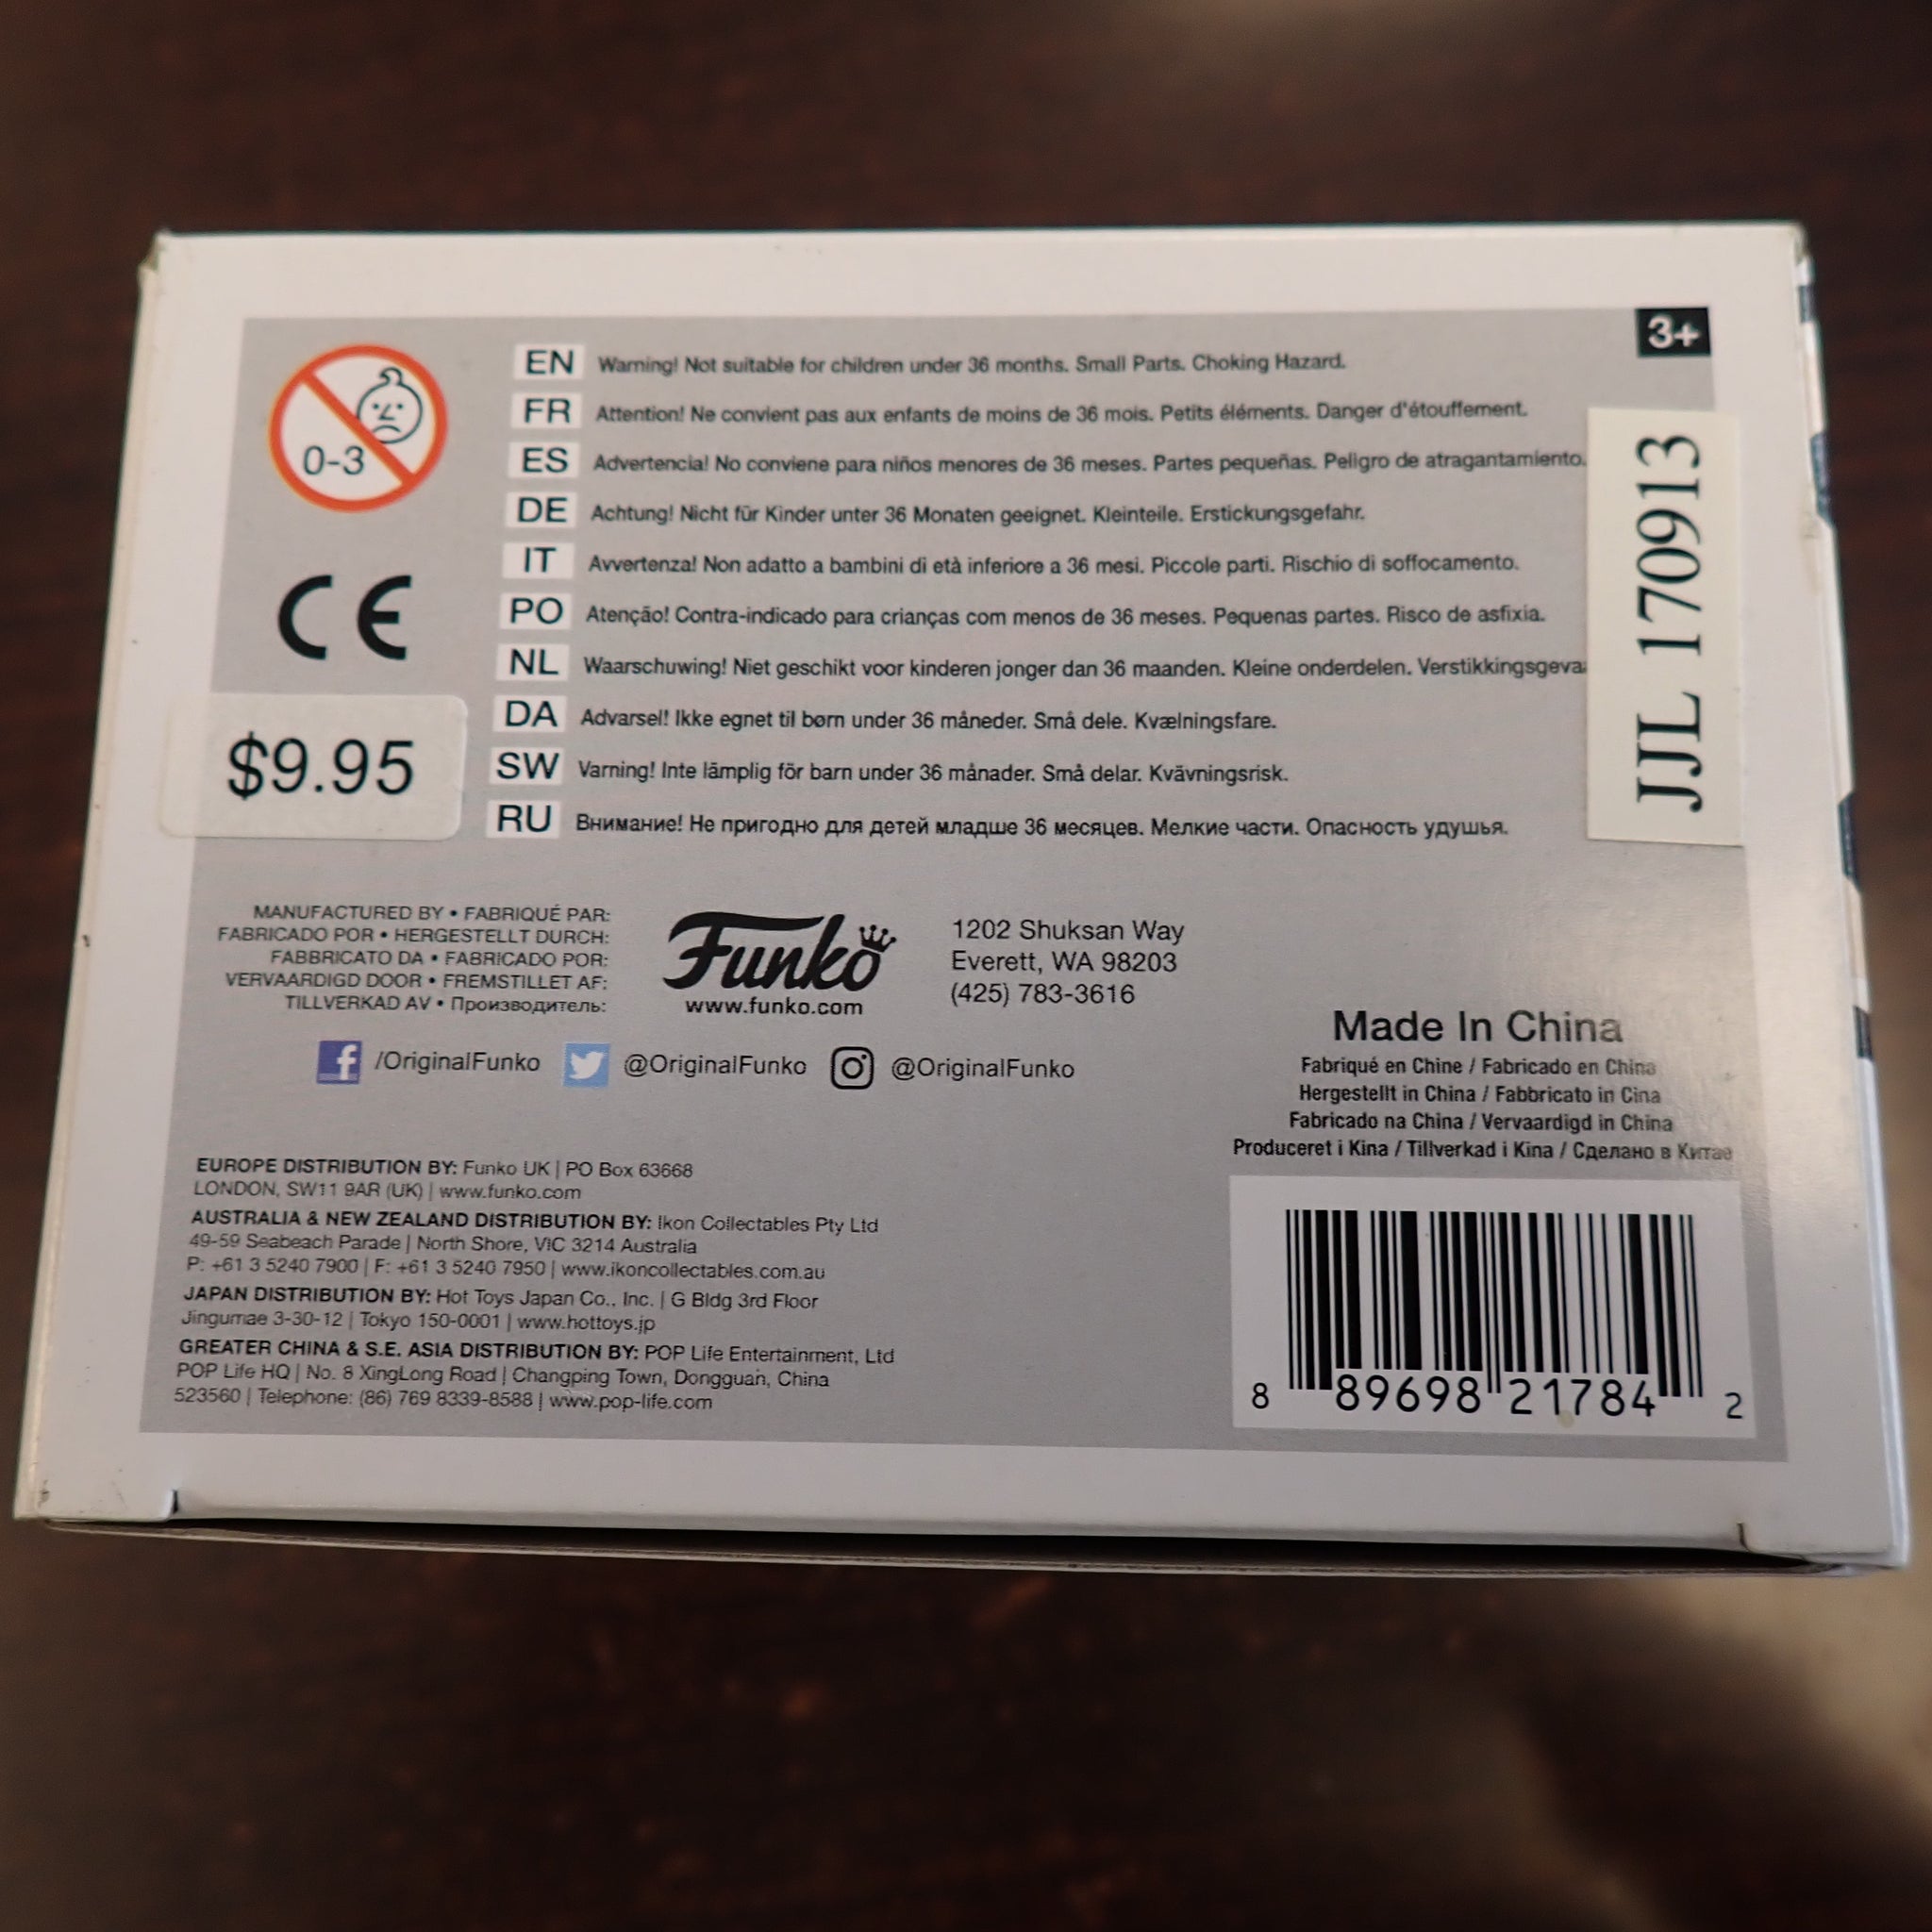 3+
0-3
EN Warning! Not suitable for children under 36 months. Small Parts. Choking Hazard.
FR Attention! Ne convient pas aux enfants de moins de 36 mois. Petits éléments. Danger d'étouffement.
ES Advertencia! No conviene para niños menores de 36 meses. Partes pequeñas. Peligro de atragantamiento.
DE Achtung! Nicht für Kinder unter 36 Monaten geeignet. Kleinteile. Erstickungsgefahr.
IT Avvertenza! Non adatto a bambini di età inferiore a 36 mesi. Piccole parti. Rischio di soffocamento.
PO Atenção! Contra-indicado para crianças com menos de 36 meses. Pequenas partes. Risco de asfixia.
NL Waarschuwing! Niet geschikt voor kinderen jonger dan 36 maanden. Kleine onderdelen.
DA Advarsel! Ikke egnet til børn under 36 måneder. Små dele. Kvælningsfare.
SW Varning! Inte lämplig för barn under 36 månader. Små delar. Kvävningsrisk.
RU Внимание! Не пригодно для детей младше 36 месяцев. Мелкие части. Опасность удушья.
CE
$9.95
JJL 170913
MANUFACTURED BY • FABRIQUÉ PAR:
FABRICADO POR • HERGESTELLT DURCH:
FABBRICATO DA • FABRICADO POR:
VERVAARDIGD DOOR • FREMSTILLET AF:
TILLVERKAD AV • Производитель:
Funko
www.funko.com
1202 Shuksan Way
Everett, WA 98203
(425) 783-3616
f /OriginalFunko @OriginalFunko @OriginalFunko
Made In China
Fabriqué en Chine / Fabricado en China
Hergestellt in China / Fabbricato in Cina
Fabricado na China / Vervaardigd in China
Produceret i Kina / Tillverkad i Kina / Сделано в Китае
EUROPE DISTRIBUTION BY: Funko UK | PO Box 63668
LONDON, SW11 9AR (UK) | www.funko.com
AUSTRALIA & NEW ZEALAND DISTRIBUTION BY: Ikon Collectables Pty Ltd
49-59 Seabeach Parade | North Shore, VIC 3214 Australia
P: +61 3 5240 7900 | F: +61 3 5240 7950 | www.ikoncollectables.com.au
JAPAN DISTRIBUTION BY: Hot Toys Japan Co., Inc. | G Bldg 3rd Floor
Jingumae 3-30-12 | Tokyo 150-0001 | www.hottoys.jp
GREATER CHINA & S.E. ASIA DISTRIBUTION BY: POP Life Entertainment, Ltd
POP Life HQ | No. 8 XingLong Road | Changping Town, Dongguan, China
523560 | Telephone: (86) 769 8339-8588 | www.pop-life.com
8 89698 21784 2